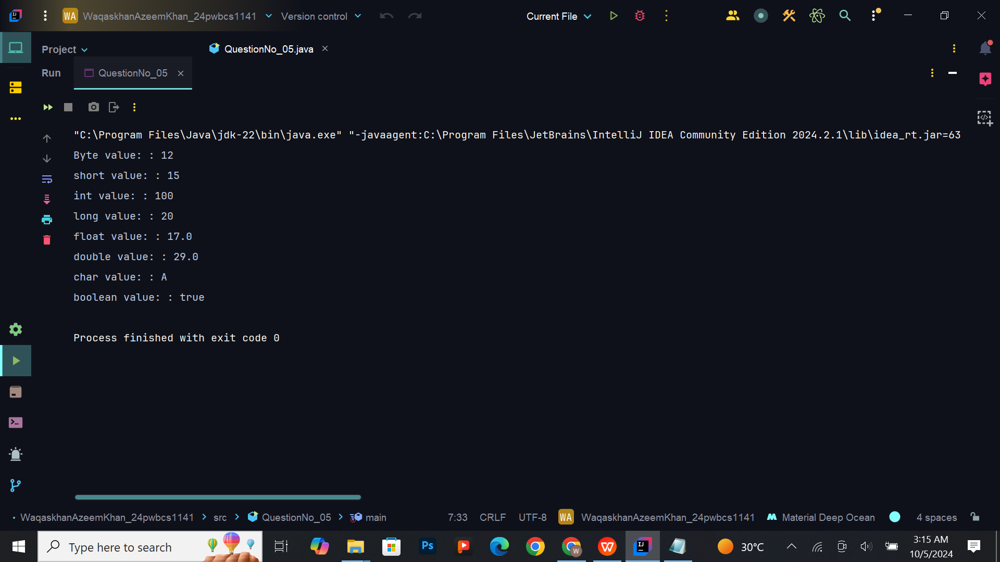 WA WaqaskhanAzeemKhan_24pwbcs1141 Version control Current File
Project QuestionNo_05.java
Run QuestionNo_05
"C:\Program Files\Java\jdk-22\bin\java.exe" "-javaagent:C:\Program Files\JetBrains\IntelliJ IDEA Community Edition 2024.2.1\lib\idea_rt.jar=63
Byte value: : 12
short value: : 15
int value: : 100
long value: : 20
float value: : 17.0
double value: : 29.0
char value: : A
boolean value: : true
Process finished with exit code 0
WaqaskhanAzeemKhan_24pwbcs1141 > src > QuestionNo_05 > main 7:33 CRLF UTF-8 WA WaqaskhanAzeemKhan_24pwbcs1141 Material Deep Ocean 4 spaces
Type here to search Ps W W IJ 30°C 3:15 AM
10/5/2024